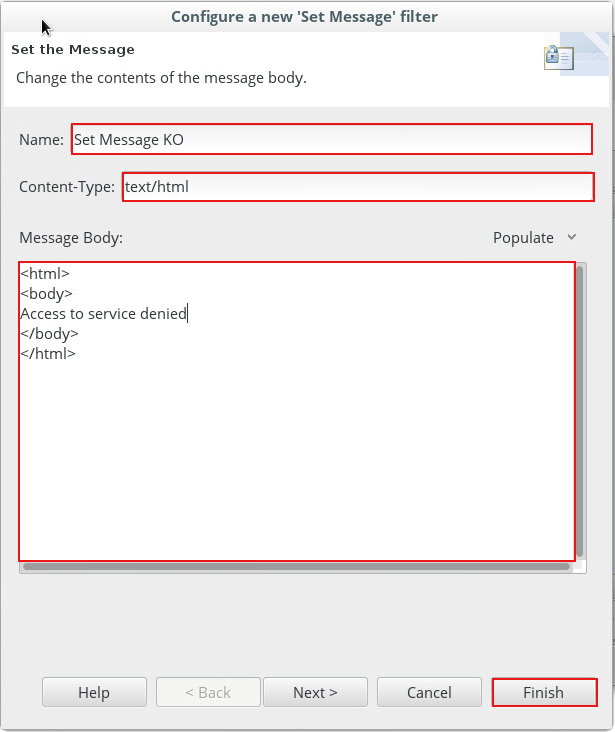 Configure a new 'Set Message' filter
Set the Message
Change the contents of the message body.
Name: Set Message KO
Content-Type: text/html
Message Body: Populate
<html>
<body>
Access to service denied
</body>
</html>
Help < Back Next > Cancel Finish